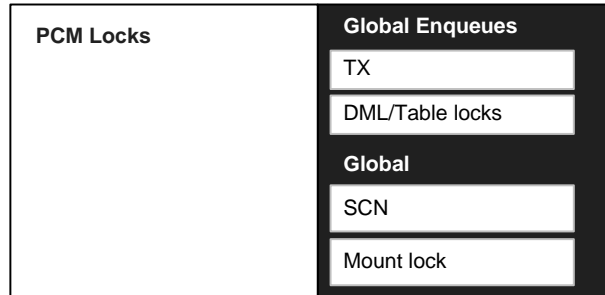 PCM Locks
Global Enqueues
TX
DML/Table locks
Global
SCN
Mount lock